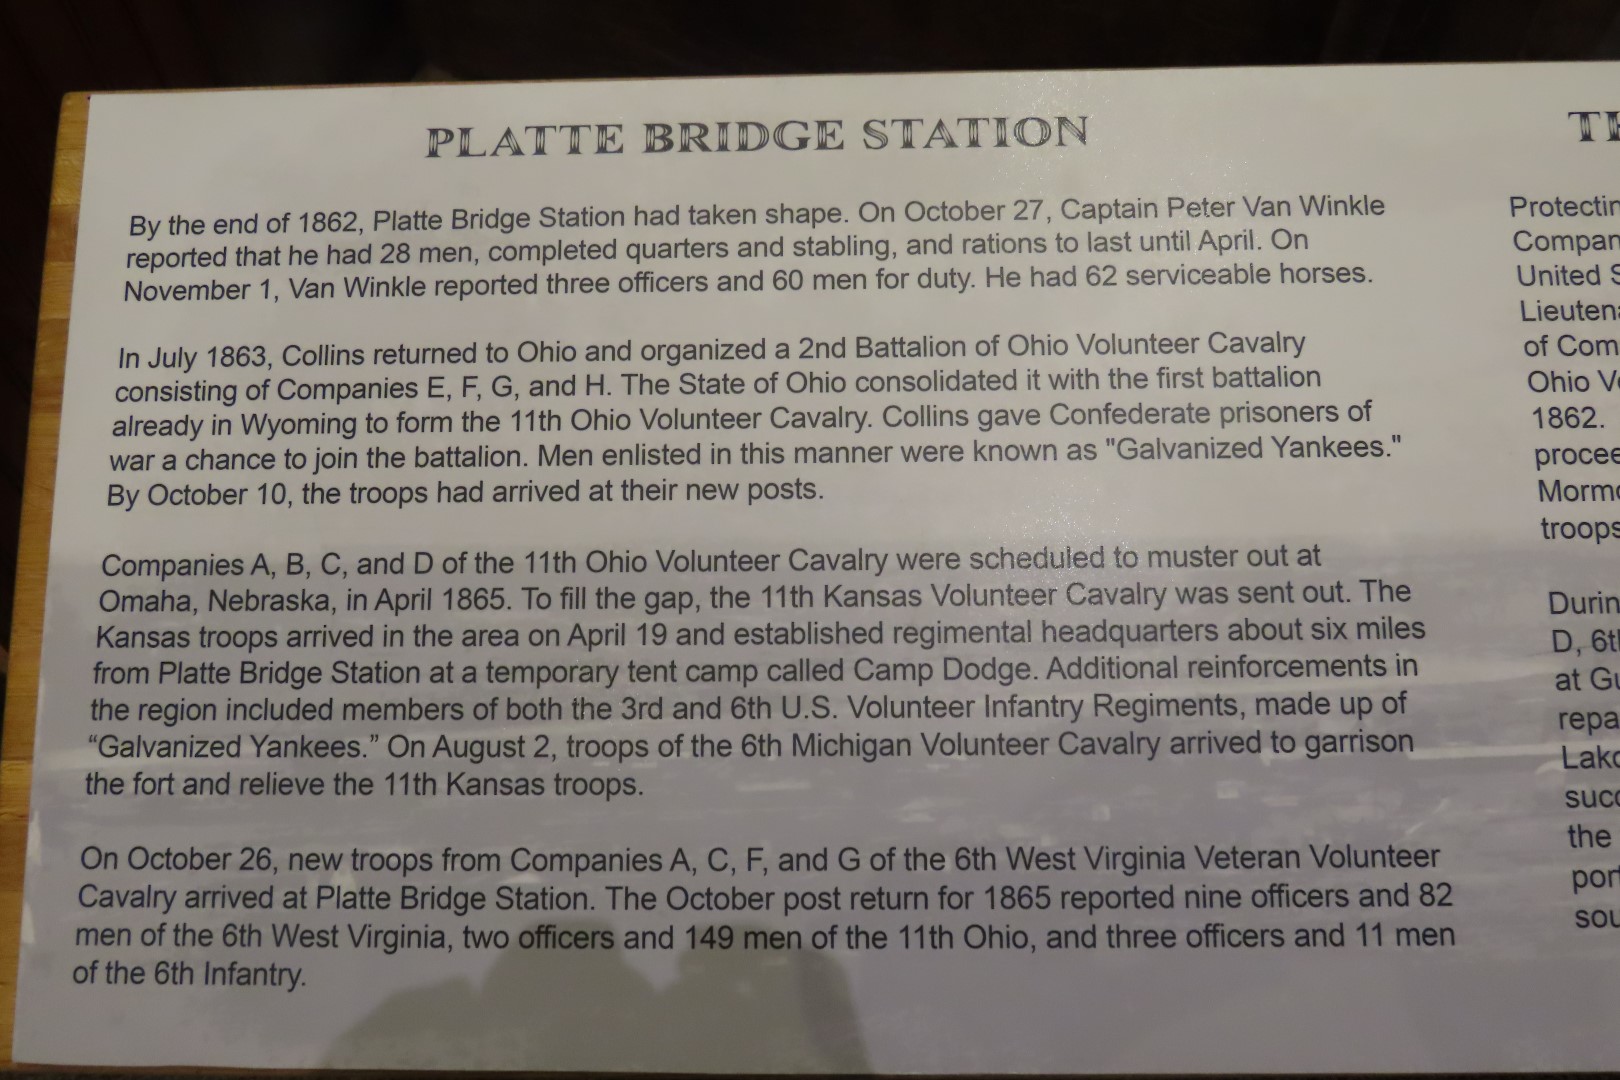 PLATTE BRIDGE STATION
By the end of 1862, Platte Bridge Station had taken shape. On October 27, Captain Peter Van Winkle
reported that he had 28 men, completed quarters and stabling, and rations to last until April. On
November 1, Van Winkle reported three officers and 60 men for duty. He had 62 serviceable horses.
In July 1863, Collins returned to Ohio and organized a 2nd Battalion of Ohio Volunteer Cavalry
consisting of Companies E, F, G, and H. The State of Ohio consolidated it with the first battalion
already in Wyoming to form the 11th Ohio Volunteer Cavalry. Collins gave Confederate prisoners of
war a chance to join the battalion. Men enlisted in this manner were known as "Galvanized Yankees."
By October 10, the troops had arrived at their new posts.
Companies A, B, C, and D of the 11th Ohio Volunteer Cavalry were scheduled to muster out at
Omaha, Nebraska, in April 1865. To fill the gap, the 11th Kansas Volunteer Cavalry was sent out. The
Kansas troops arrived in the area on April 19 and established regimental headquarters about six miles
from Platte Bridge Station at a temporary tent camp called Camp Dodge. Additional reinforcements in
the region included members of both the 3rd and 6th U.S. Volunteer Infantry Regiments, made up of
“Galvanized Yankees.” On August 2, troops of the 6th Michigan Volunteer Cavalry arrived to garrison
the fort and relieve the 11th Kansas troops.
On October 26, new troops from Companies A, C, F, and G of the 6th West Virginia Veteran Volunteer
Cavalry arrived at Platte Bridge Station. The October post return for 1865 reported nine officers and 82
men of the 6th West Virginia, two officers and 149 men of the 11th Ohio, and three officers and 11 men
of the 6th Infantry.
United
of Com
Ohio
1862.
troops
D, 6th
at
the